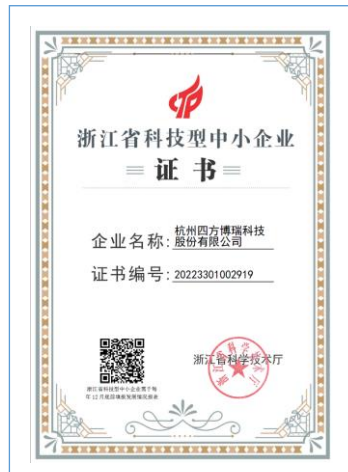 浙江省科技型中小企业
证书
企业名称:杭州四方博瑞科技
股份有限公司
证书编号:20223301002919
浙江省科学技术厅